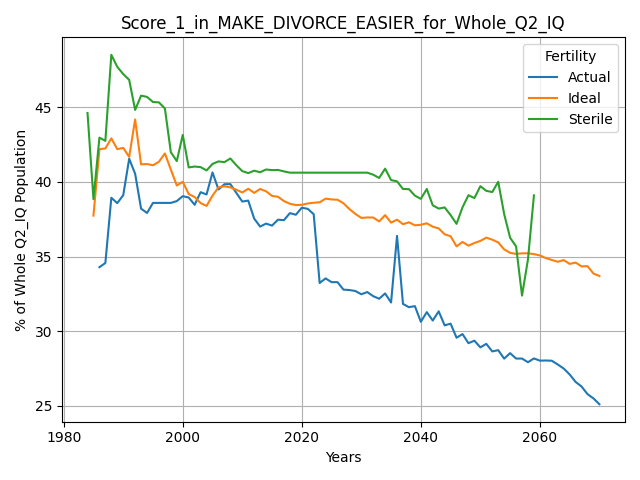 Score_1_in_MAKE_DIVORCE_EASIER_for_Whole_Q2_IQ
Fertility
Actual
Ideal
Sterile
% of Whole Q2_IQ Population
45
40
35
30
25
1980
2000
2020
2040
2060
Years